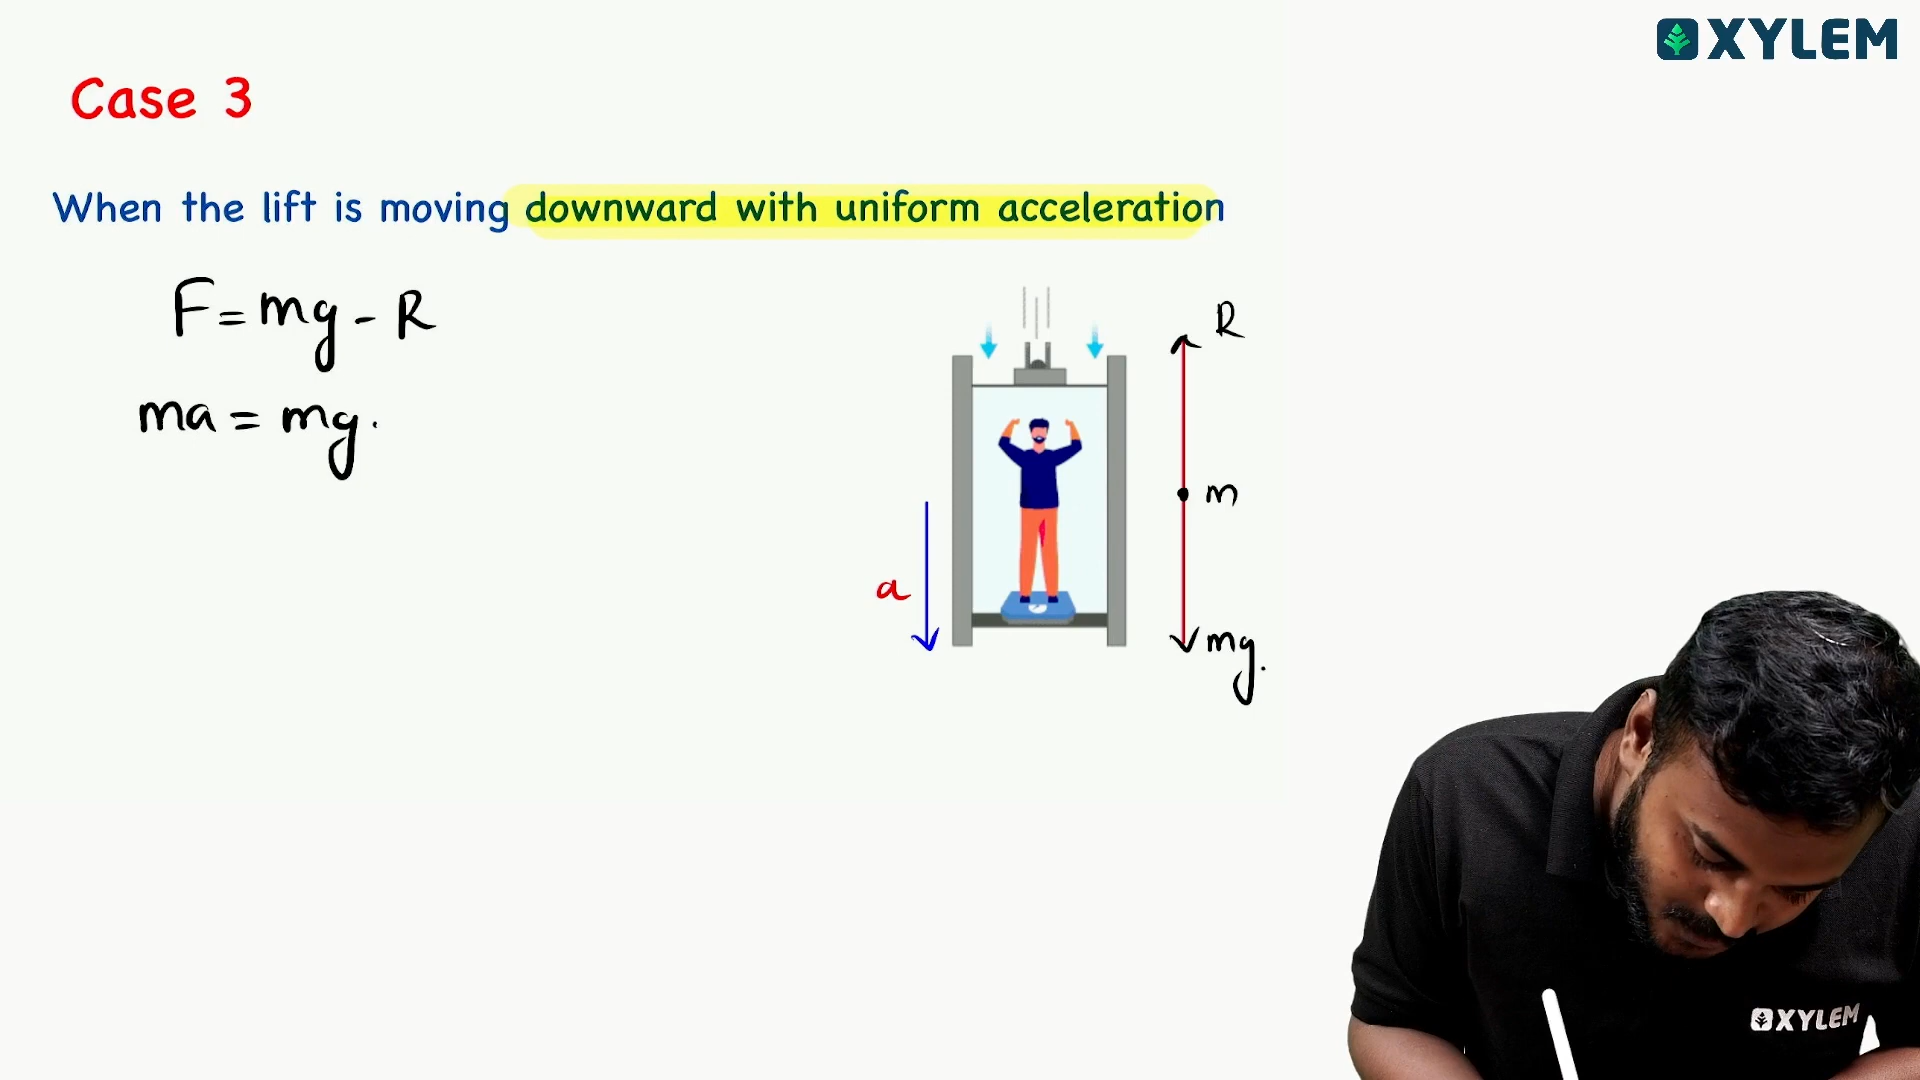 XYLEM
Case 3
When the lift is moving downward with uniform acceleration
F = mg - R
ma = mg.
R
m
a
mg.
XYLEM